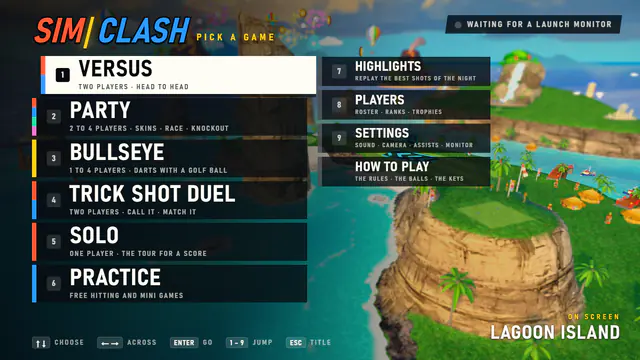 SIM/CLASH PICK A GAME
WAITING FOR A LAUNCH MONITOR
1 VERSUS
TWO PLAYERS · HEAD TO HEAD
2 PARTY
2 TO 4 PLAYERS · SKINS · RACE · KNOCKOUT
3 BULLSEYE
1 TO 4 PLAYERS · DARTS WITH A GOLF BALL
4 TRICK SHOT DUEL
TWO PLAYERS · CALL IT · MATCH IT
5 SOLO
ONE PLAYER · THE TOUR FOR A SCORE
6 PRACTICE
FREE HITTING AND MINI GAMES
7 HIGHLIGHTS
REPLAY THE BEST SHOTS OF THE NIGHT
8 PLAYERS
ROSTER · RANKS · TROPHIES
9 SETTINGS
SOUND · CAMERA · ASSISTS · MONITOR
HOW TO PLAY
THE RULES · THE BALLS · THE KEYS
ON SCREEN
LAGOON ISLAND
↑↓ CHOOSE ←→ ACROSS ENTER GO 1-9 JUMP ESC TITLE